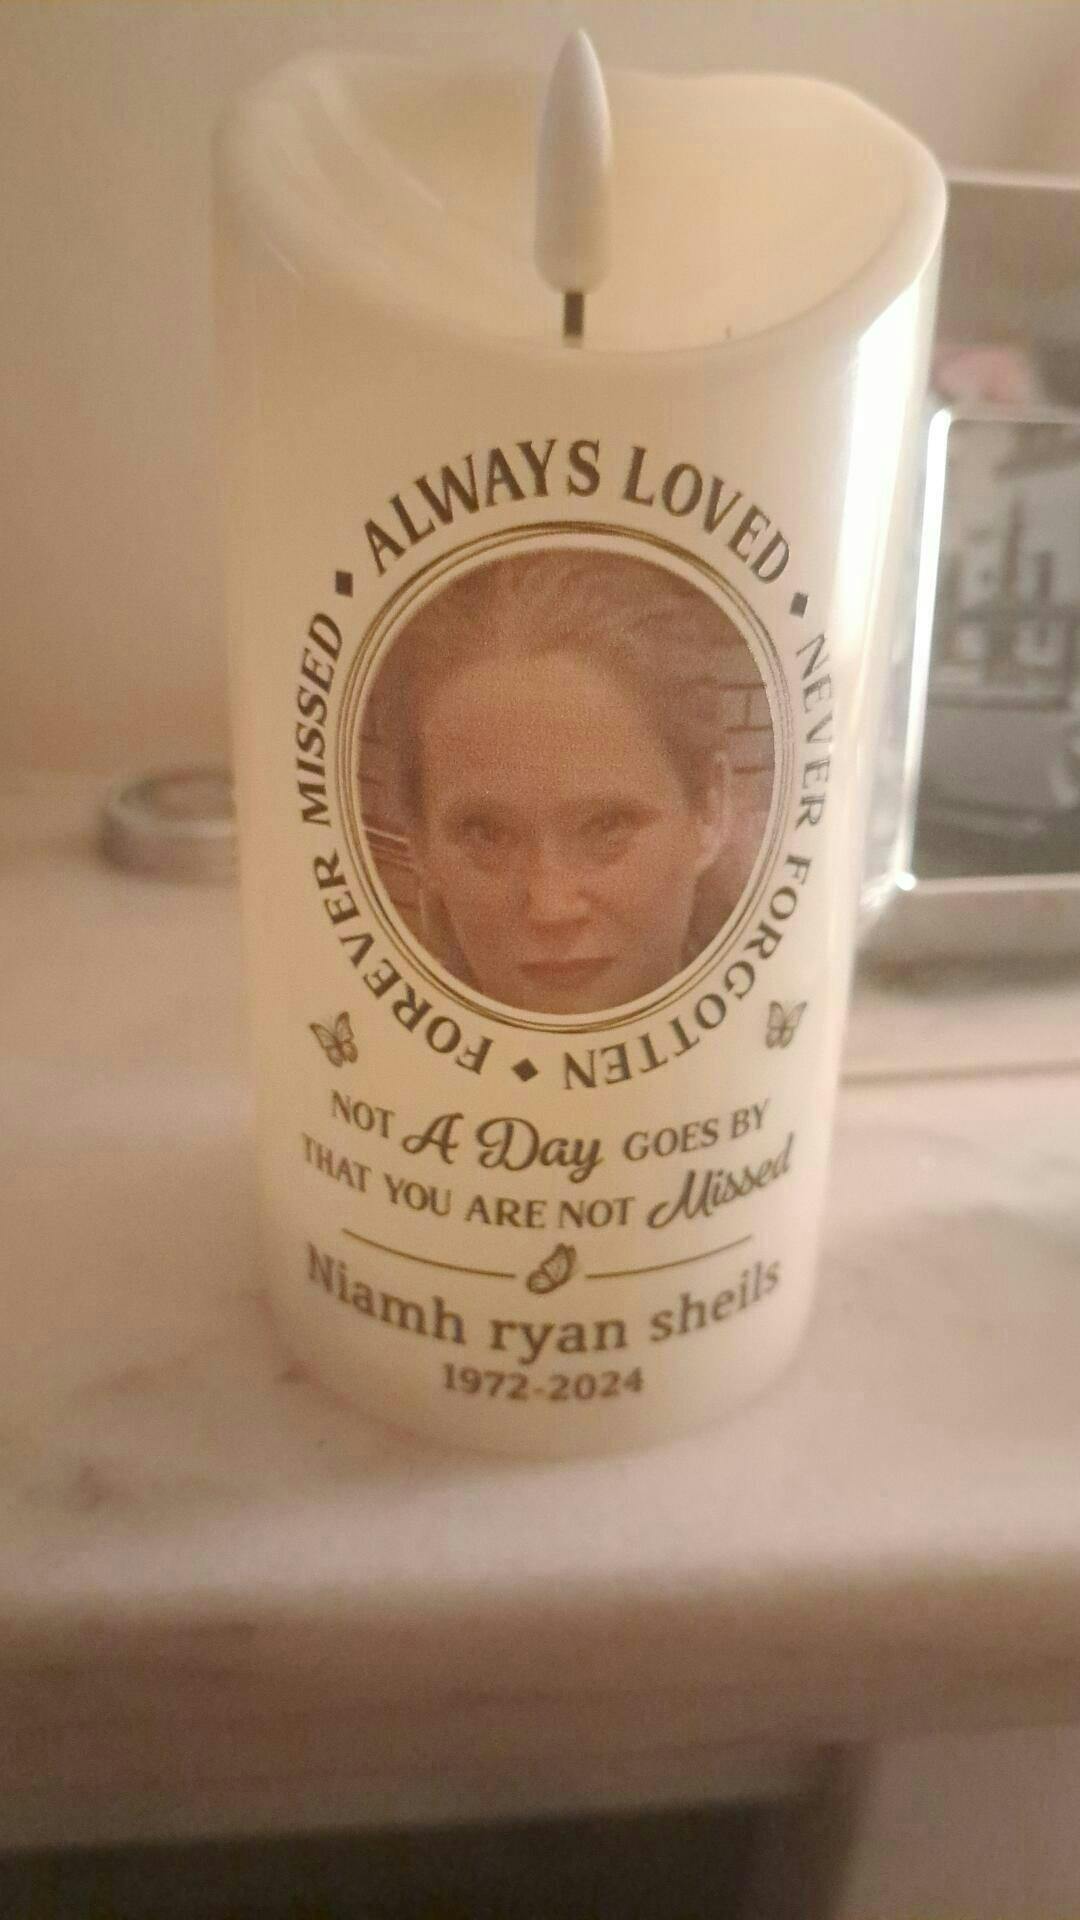 ALWAYS LOVED ◆ NEVER FORGOTTEN ◆ FOREVER MISSED ◆
NOT A Day GOES BY
THAT YOU ARE NOT Missed
Niamh ryan sheils
1972-2024